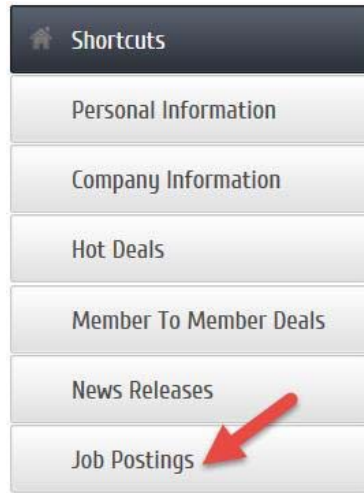 Shortcuts
Personal Information
Company Information
Hot Deals
Member To Member Deals
News Releases
Job Postings